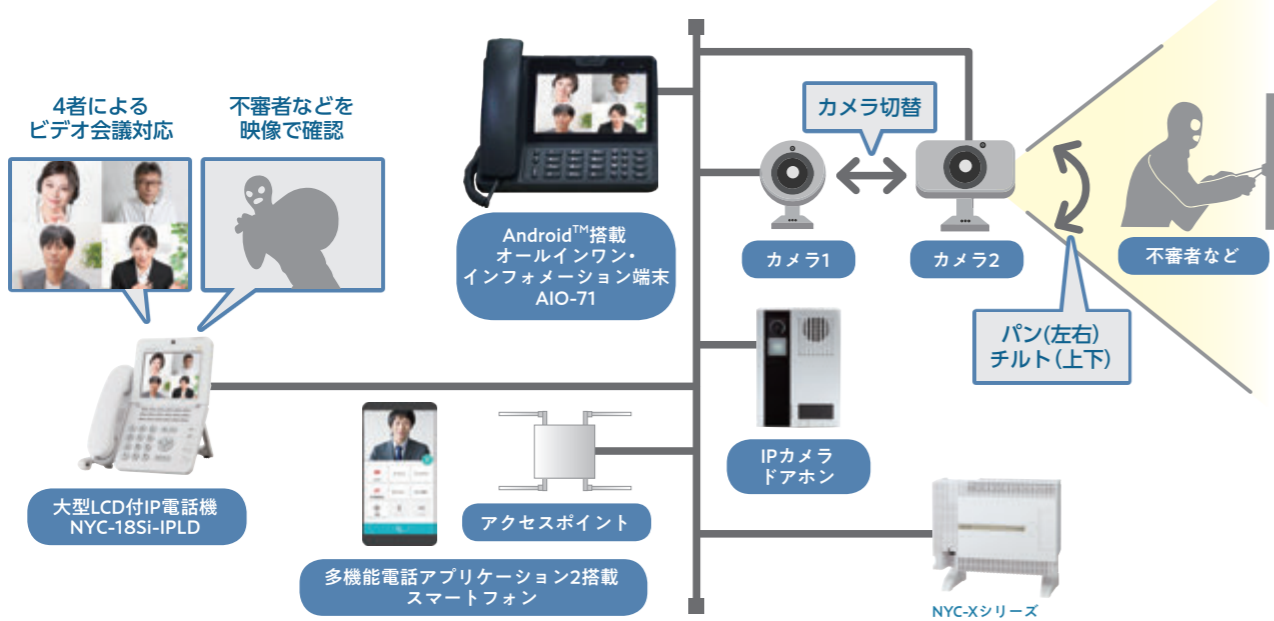 4者による
ビデオ会議対応
不審者などを
映像で確認
Android™搭載
オールインワン・
インフォメーション端末
AIO-71
カメラ切替
カメラ1
カメラ2
不審者など
パン(左右)
チルト(上下)
IPカメラ
ドアホン
大型LCD付IP電話機
NYC-18Si-IPLD
アクセスポイント
多機能電話アプリケーション2搭載
スマートフォン
NYC-Xシリーズ